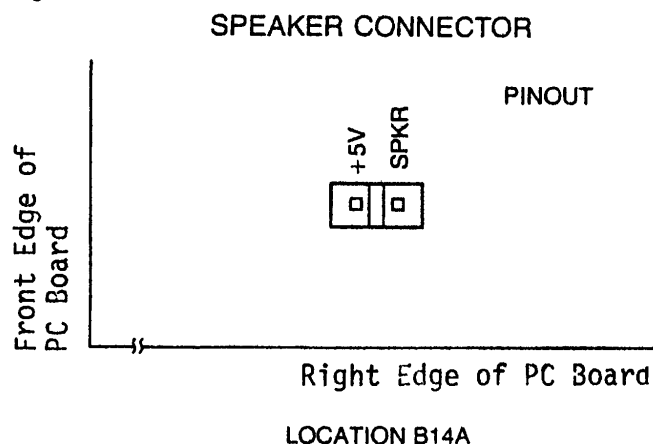 SPEAKER CONNECTOR
PINOUT
+5V
SPKR
Front Edge of
PC Board
Right Edge of PC Board
LOCATION B14A